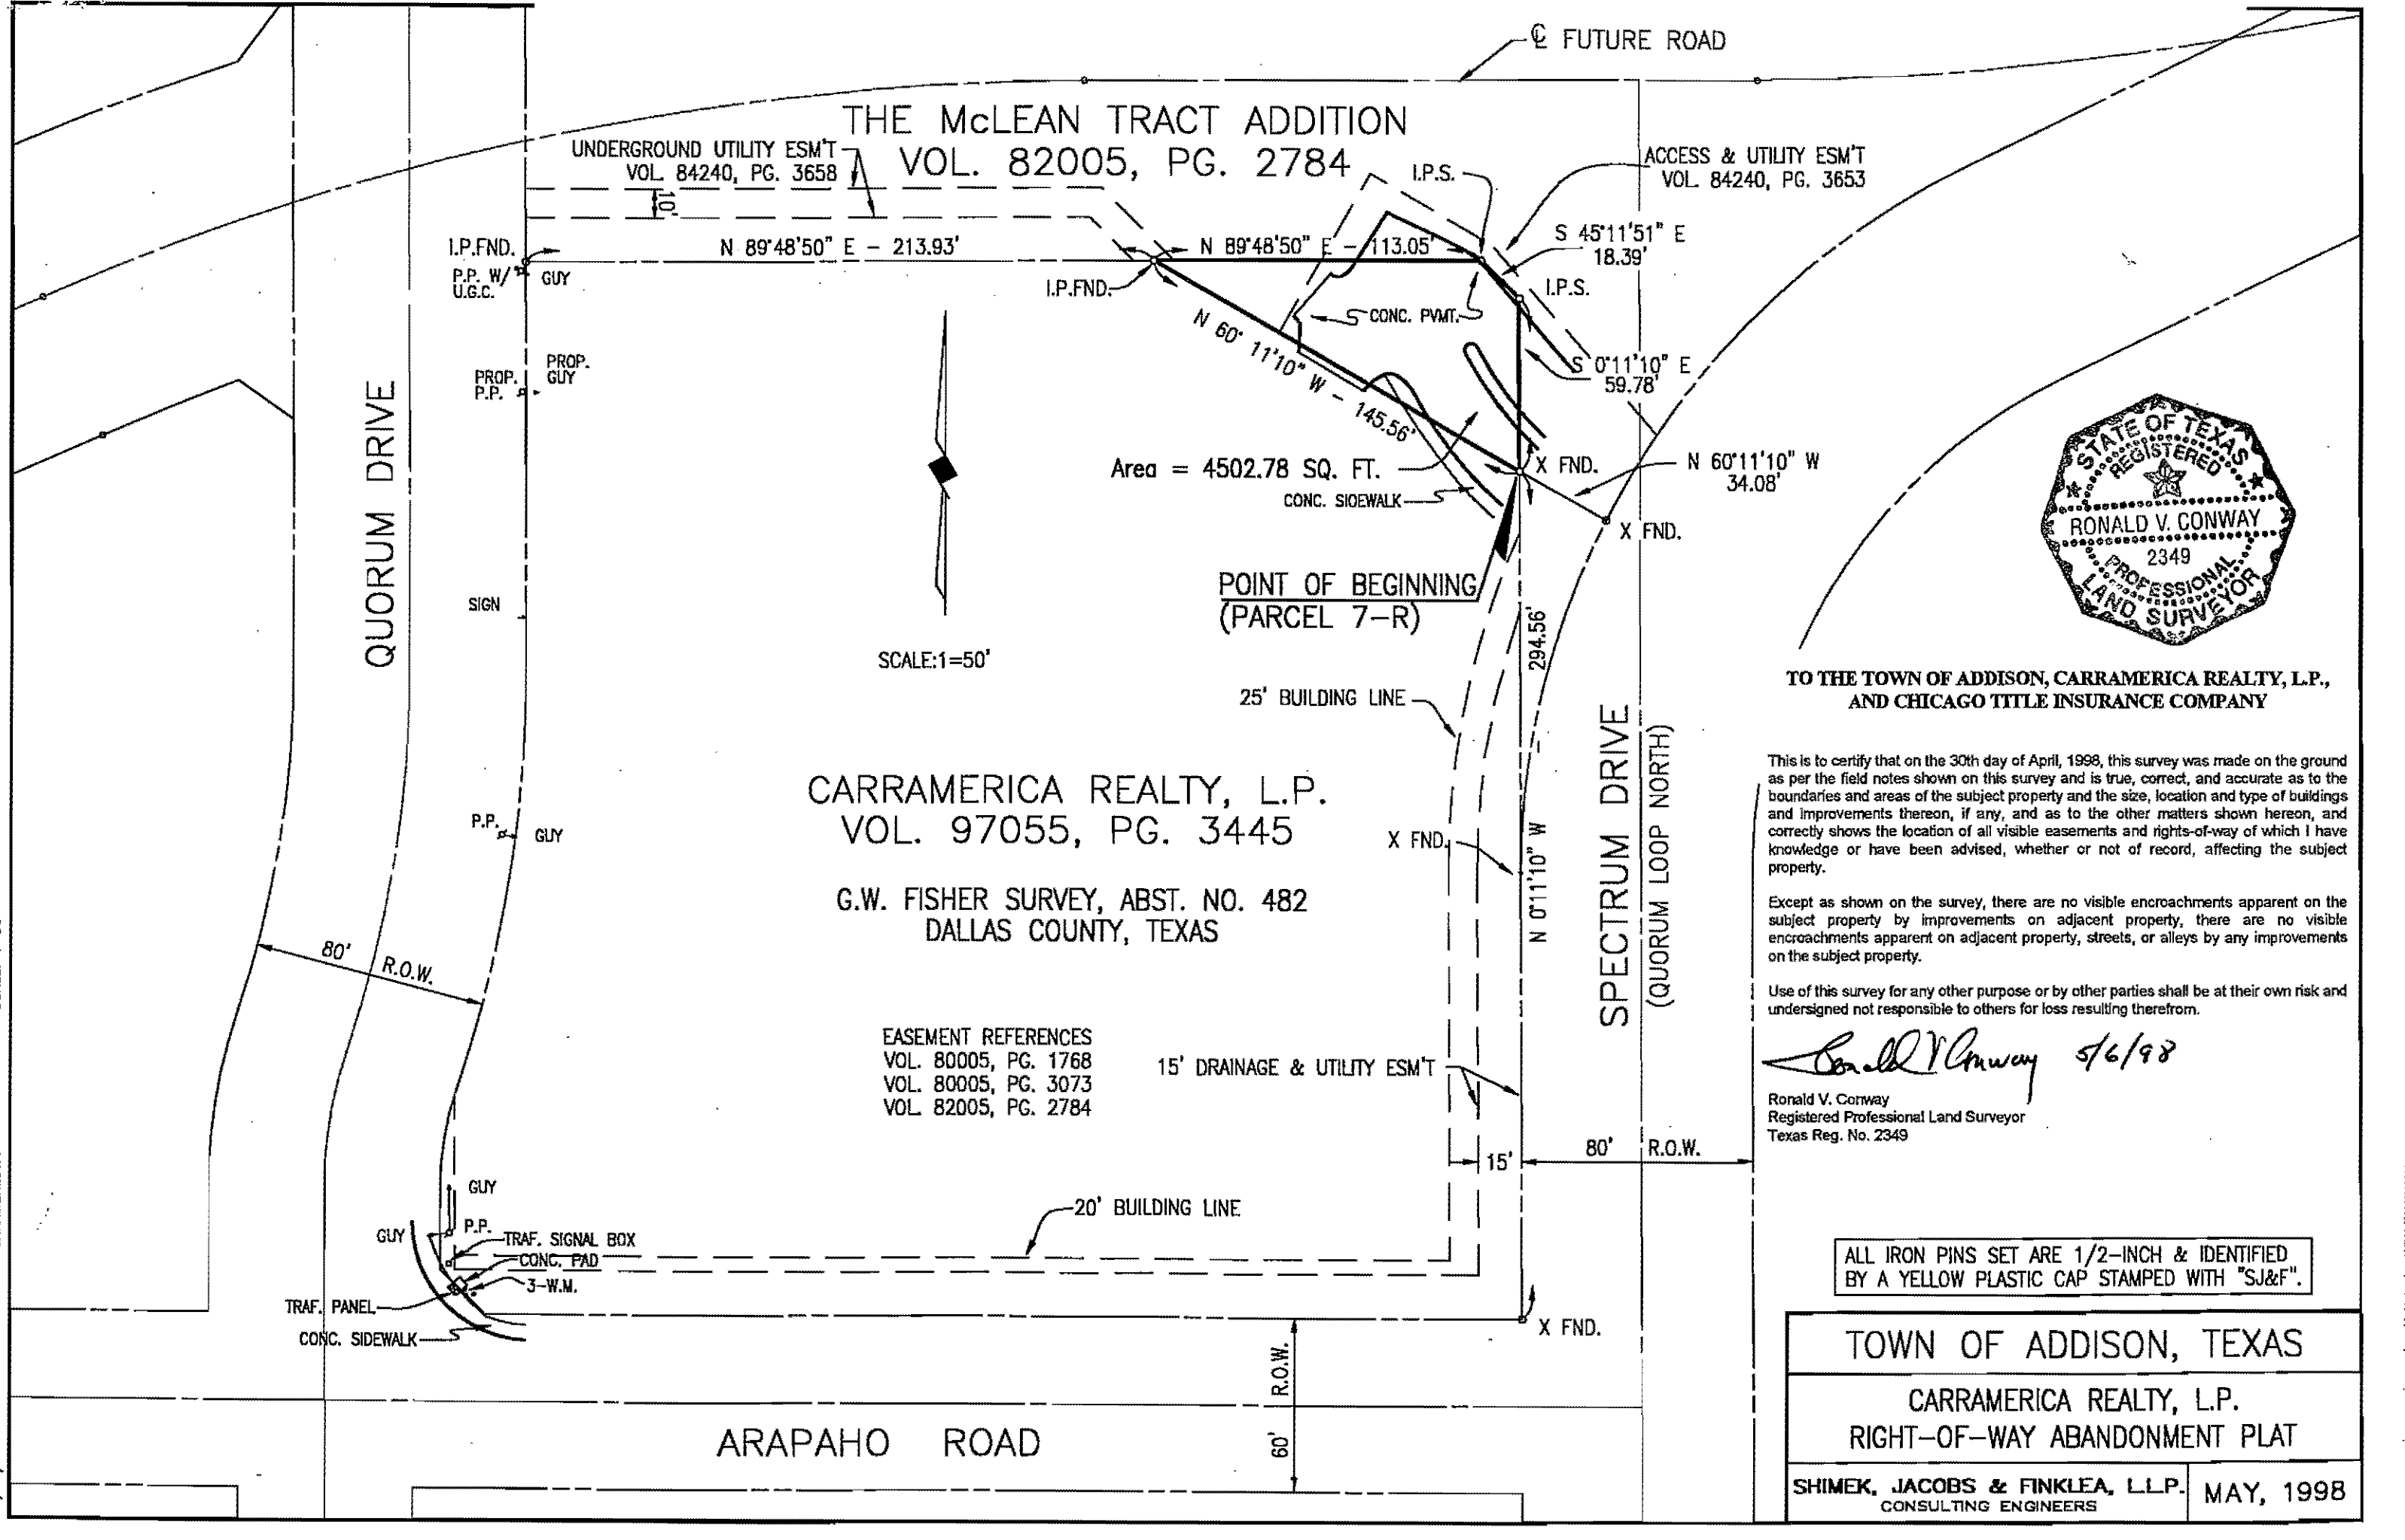 ℄ FUTURE ROAD
THE McLEAN TRACT ADDITION
VOL. 82005, PG. 2784
UNDERGROUND UTILITY ESM'T
VOL. 84240, PG. 3658
10'
I.P.S.
ACCESS & UTILITY ESM'T
VOL. 84240, PG. 3653
S 45°11'51" E
18.39'
I.P.FND.
N 89°48'50" E - 213.93'
N 89°48'50" E - 113.05'
P.P. W/
U.G.C.
GUY
I.P.FND.
I.P.S.
CONC. PVMT.
N 60° 11'10" W - 145.56'
S 0°11'10" E
59.78'
PROP.
GUY
PROP.
P.P.
QUORUM DRIVE
Area = 4502.78 SQ. FT.
X FND.
N 60°11'10" W
34.08'
CONC. SIDEWALK
X FND.
STATE OF TEXAS
REGISTERED
RONALD V. CONWAY
2349
PROFESSIONAL
LAND SURVEYOR
POINT OF BEGINNING
(PARCEL 7-R)
SIGN
SCALE:1=50'
N 0°11'10" W - 294.56'
25' BUILDING LINE
SPECTRUM DRIVE
(QUORUM LOOP NORTH)
TO THE TOWN OF ADDISON, CARRAMERICA REALTY, L.P.,
AND CHICAGO TITLE INSURANCE COMPANY
This is to certify that on the 30th day of April, 1998, this survey was made on the ground
as per the field notes shown on this survey and is true, correct, and accurate as to the
boundaries and areas of the subject property and the size, location and type of buildings
and improvements thereon, if any, and as to the other matters shown hereon, and
correctly shows the location of all visible easements and rights-of-way of which I have
knowledge or have been advised, whether or not of record, affecting the subject
property.
Except as shown on the survey, there are no visible encroachments apparent on the
subject property by improvements on adjacent property, there are no visible
encroachments apparent on adjacent property, streets, or alleys by any improvements
on the subject property.
Use of this survey for any other purpose or by other parties shall be at their own risk and
undersigned not responsible to others for loss resulting therefrom.
Ronald V Conway 5/6/98
Ronald V. Conway
Registered Professional Land Surveyor
Texas Reg. No. 2349
CARRAMERICA REALTY, L.P.
VOL. 97055, PG. 3445
P.P.
GUY
X FND.
G.W. FISHER SURVEY, ABST. NO. 482
DALLAS COUNTY, TEXAS
80' R.O.W.
EASEMENT REFERENCES
VOL. 80005, PG. 1768
VOL. 80005, PG. 3073
VOL. 82005, PG. 2784
15' DRAINAGE & UTILITY ESM'T
15'
80' R.O.W.
GUY
20' BUILDING LINE
GUY
P.P.
TRAF. SIGNAL BOX
CONC. PAD
3-W.M.
TRAF. PANEL
CONC. SIDEWALK
X FND.
60' R.O.W.
ARAPAHO ROAD
ALL IRON PINS SET ARE 1/2-INCH & IDENTIFIED
BY A YELLOW PLASTIC CAP STAMPED WITH "SJ&F".
TOWN OF ADDISON, TEXAS
CARRAMERICA REALTY, L.P.
RIGHT-OF-WAY ABANDONMENT PLAT
SHIMEK, JACOBS & FINKLEA, L.L.P.
CONSULTING ENGINEERS
MAY, 1998